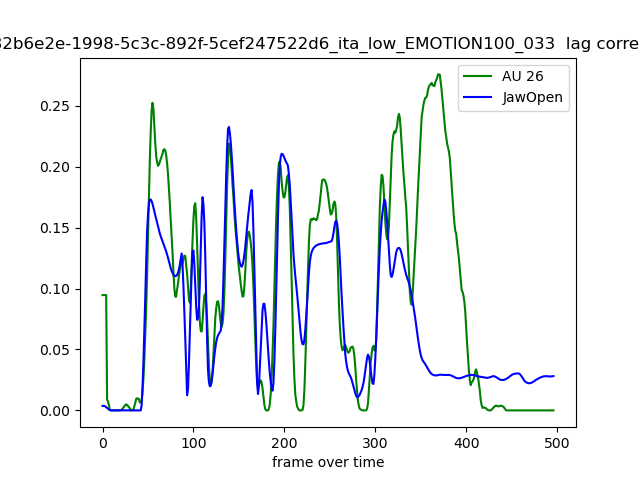 32b6e2e-1998-5c3c-892f-5cef247522d6_ita_low_EMOTION100_033 lag corre
AU 26
JawOpen
0.25
0.20
0.15
0.10
0.05
0.00
0 100 200 300 400 500
frame over time